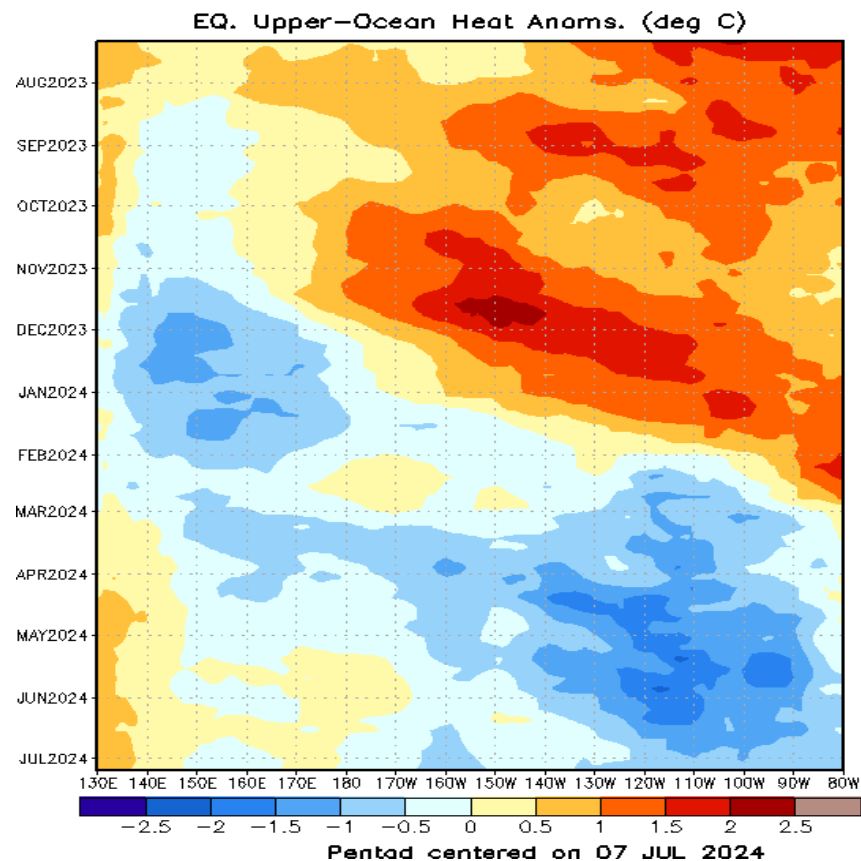 EQ. Upper-Ocean Heat Anoms. (deg C)
AUG2023
SEP2023
OCT2023
NOV2023
DEC2023
JAN2024
FEB2024
MAR2024
APR2024
MAY2024
JUN2024
JUL2024
130E 140E 150E 160E 170E 180 170W 160W 150W 140W 130W 120W 110W 100W 90W 80W
-2.5 -2 -1.5 -1 -0.5 0 0.5 1 1.5 2 2.5
Pentad centered on 07 JUL 2024